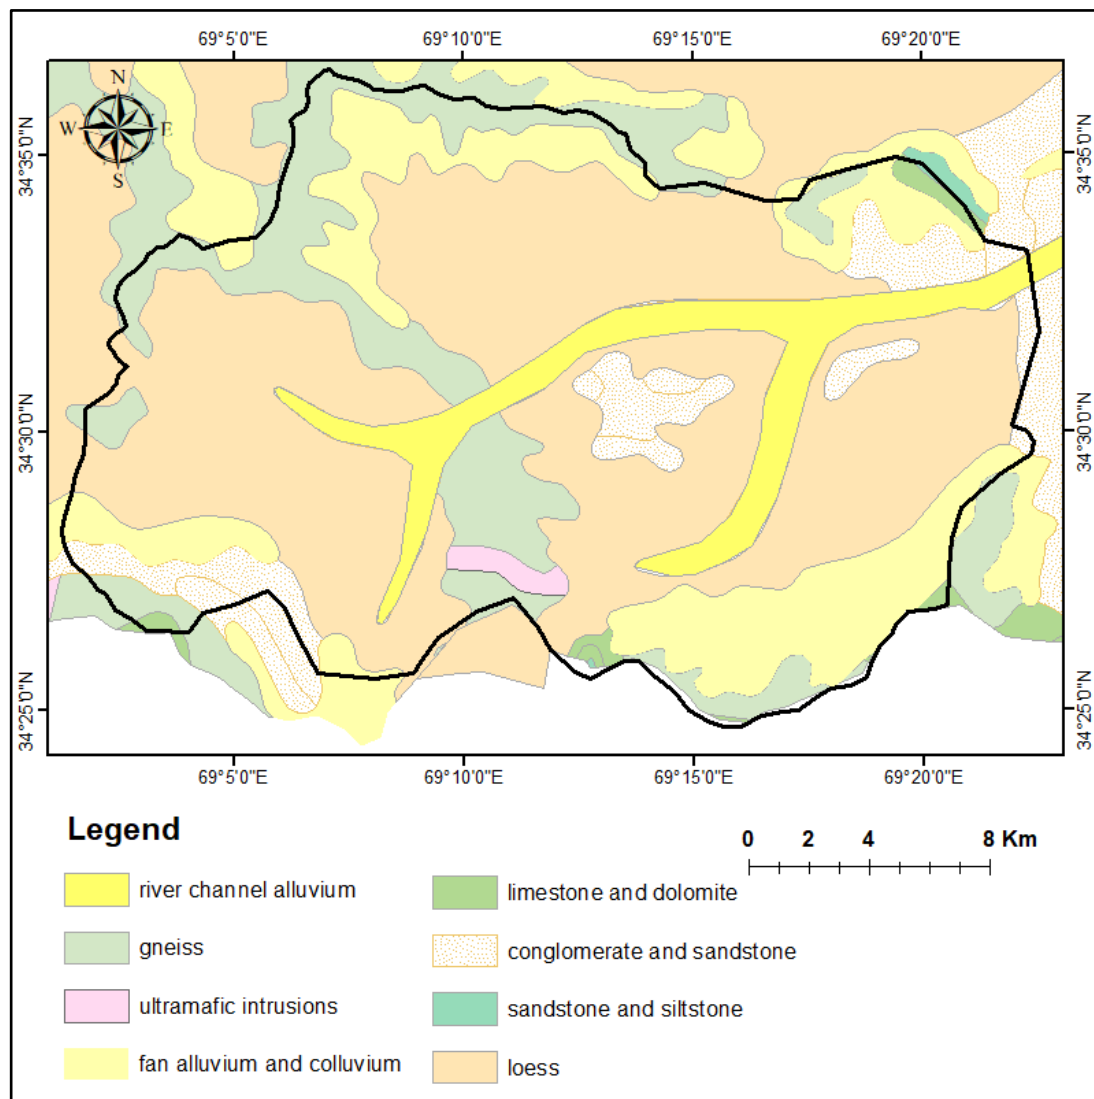 69°5'0"E 69°10'0"E 69°15'0"E 69°20'0"E
N
W E
S
34°35'0"N 34°35'0"N
34°30'0"N 34°30'0"N
34°25'0"N 34°25'0"N
69°5'0"E 69°10'0"E 69°15'0"E 69°20'0"E
Legend
0 2 4 8 Km
river channel alluvium
gneiss
ultramafic intrusions
fan alluvium and colluvium
limestone and dolomite
conglomerate and sandstone
sandstone and siltstone
loess